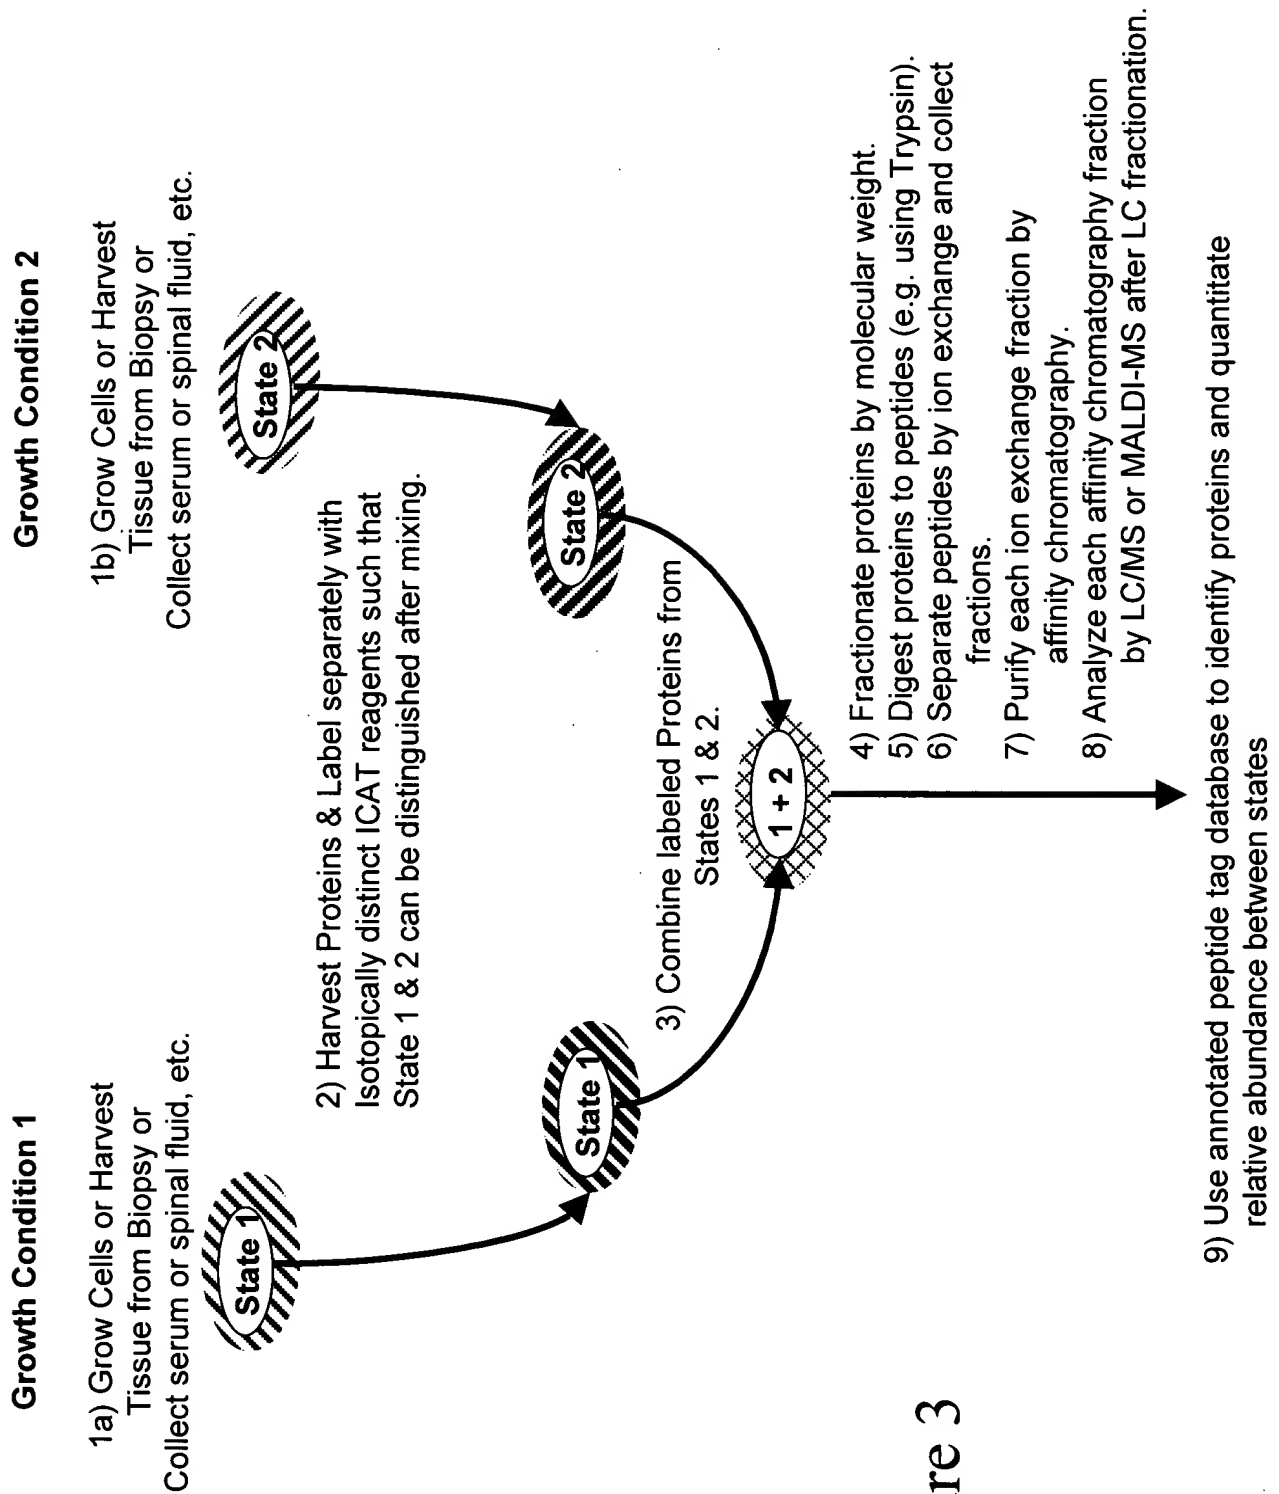 Growth Condition 1
Growth Condition 2
1a) Grow Cells or Harvest
Tissue from Biopsy or
Collect serum or spinal fluid, etc.
1b) Grow Cells or Harvest
Tissue from Biopsy or
Collect serum or spinal fluid, etc.
State 1
State 2
2) Harvest Proteins & Label separately with
Isotopically distinct ICAT reagents such that
State 1 & 2 can be distinguished after mixing.
State 1
State 2
3) Combine labeled Proteins from
States 1 & 2.
1 + 2
4) Fractionate proteins by molecular weight.
5) Digest proteins to peptides (e.g. using Trypsin).
6) Separate peptides by ion exchange and collect
fractions.
7) Purify each ion exchange fraction by
affinity chromatography.
8) Analyze each affinity chromatography fraction
by LC/MS or MALDI-MS after LC fractionation.
9) Use annotated peptide tag database to identify proteins and quantitate
relative abundance between states
re 3